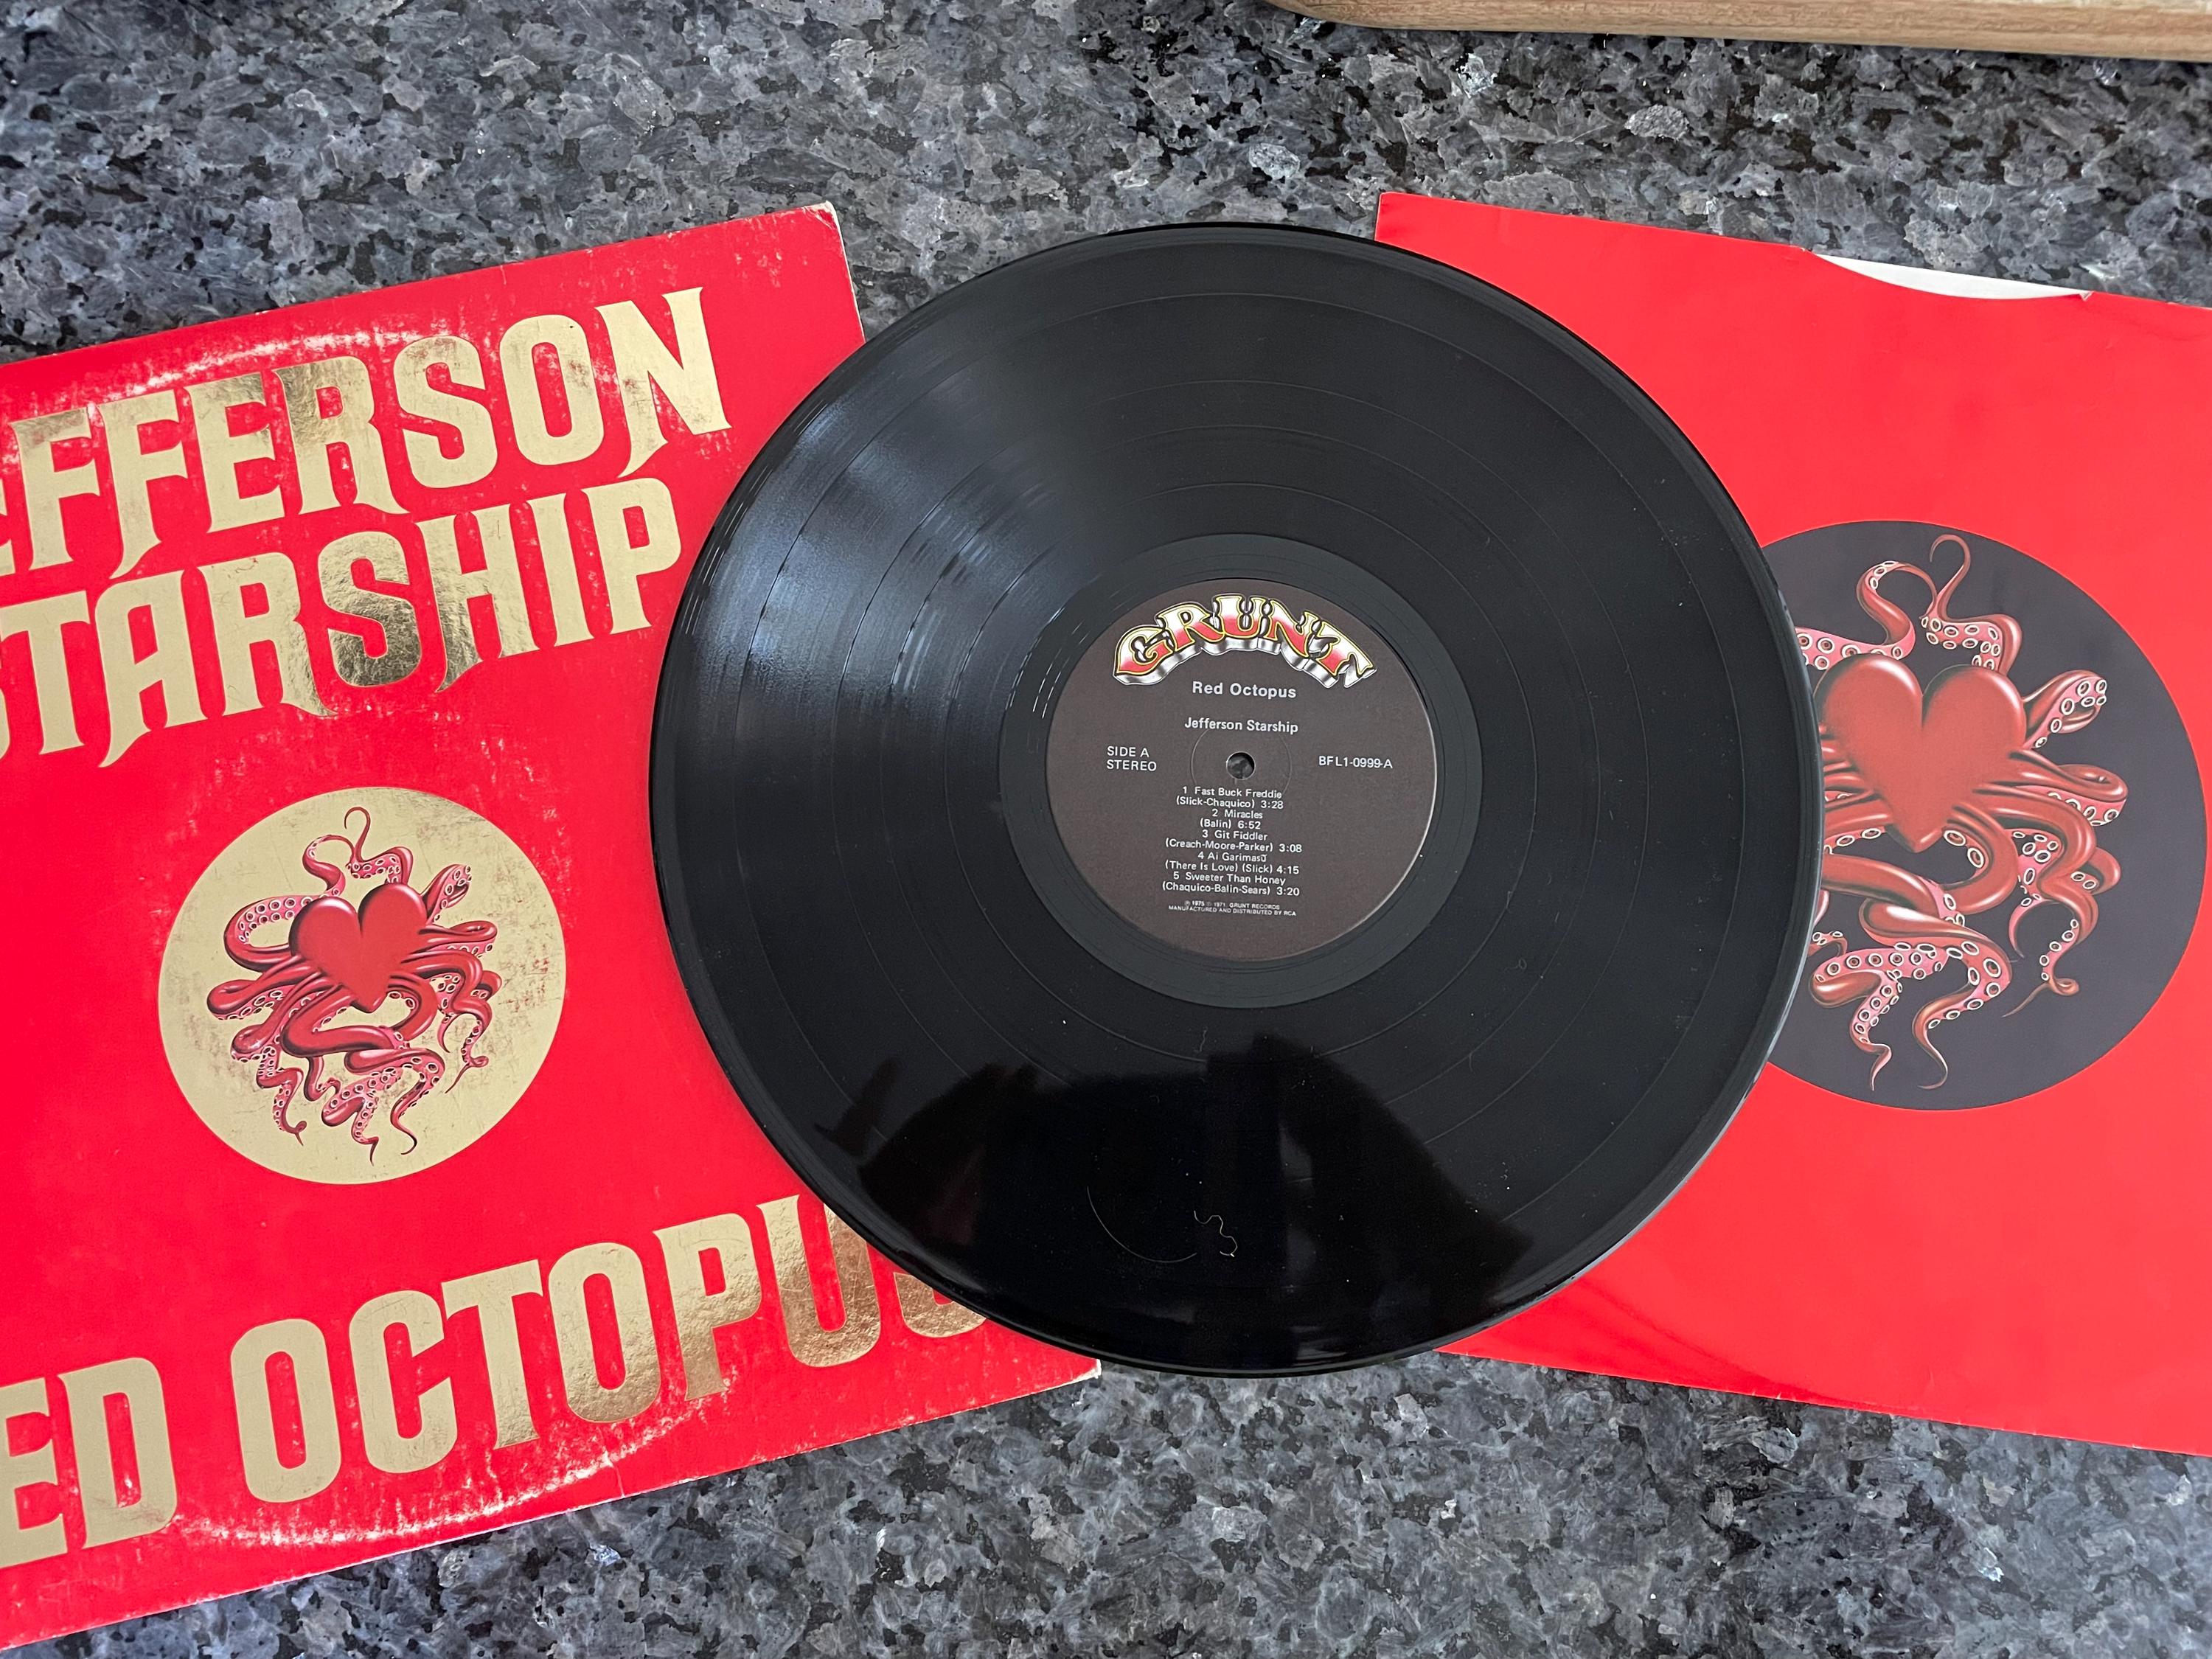 EFFERSON
STARSHIP
ED OCTOPUS
GRUNT
Red Octopus
Jefferson Starship
SIDE A
STEREO
BFL1-0999-A
1 Fast Buck Freddie
(Slick-Chaquico) 3:28
2 Miracles
(Balin) 6:52
3 Git Fiddler
(Creach-Moore-Parker) 3:08
4 Ai Garimasū
(There Is Love) (Slick) 4:15
5 Sweeter Than Honey
(Chaquico-Balin-Sears) 3:20
℗ 1975 © 1971 GRUNT RECORDS
MANUFACTURED AND DISTRIBUTED BY RCA